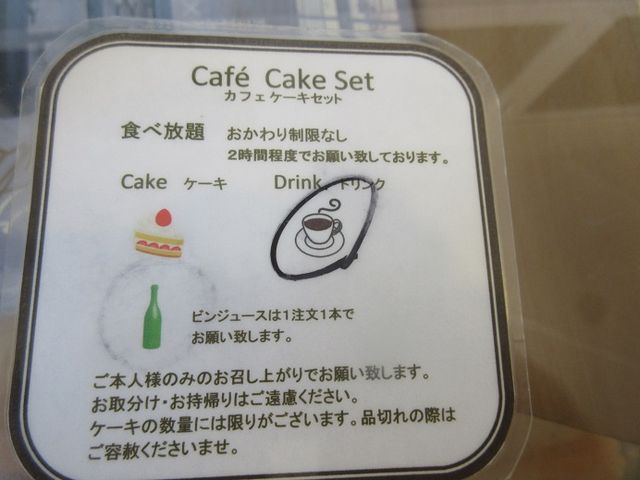 Café Cake Set
カフェケーキセット
食べ放題 おかわり制限なし
2時間程度でお願い致しております。
Cake ケーキ Drink ドリンク
ビンジュースは1注文1本で
お願い致します。
ご本人様のみのお召し上がりでお願い致します。
お取分け・お持帰りはご遠慮ください。
ケーキの数量には限りがございます。品切れの際は
ご容赦くださいませ。